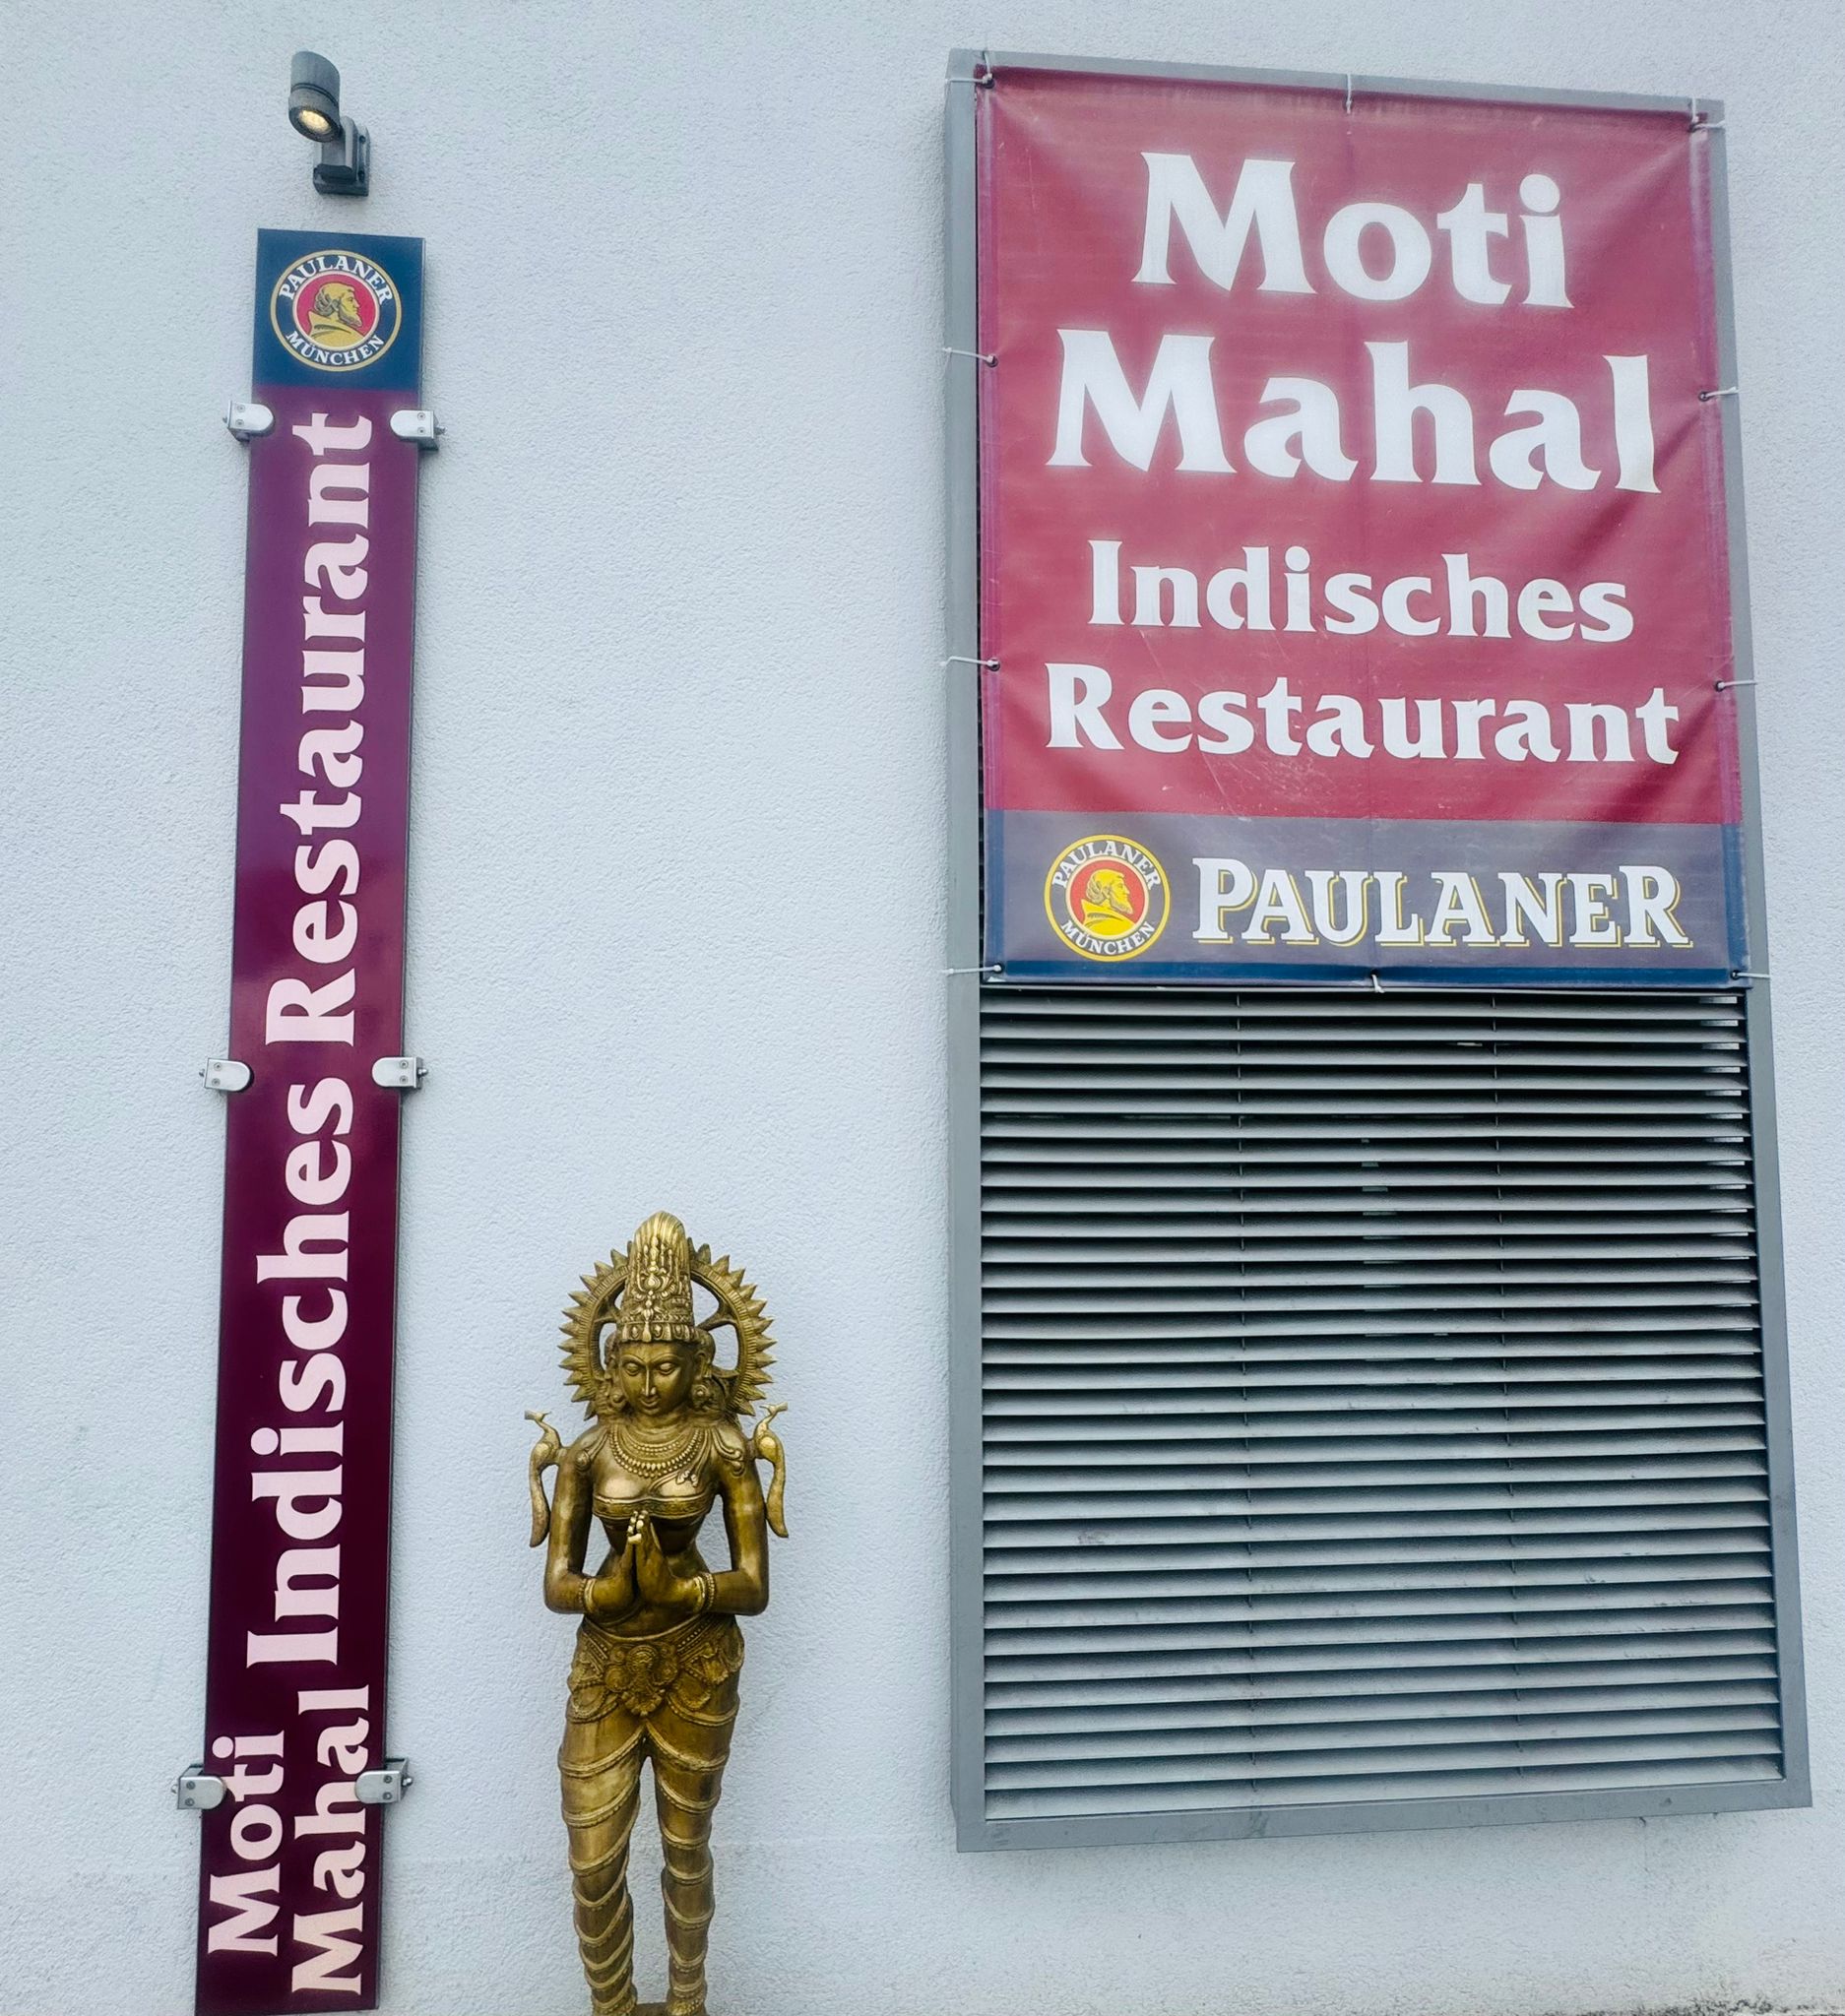 PAULANER
MÜNCHEN
Moti
Mahal
Indisches Restaurant
Moti
Mahal
Indisches
Restaurant
PAULANER
MÜNCHEN
PAULANER